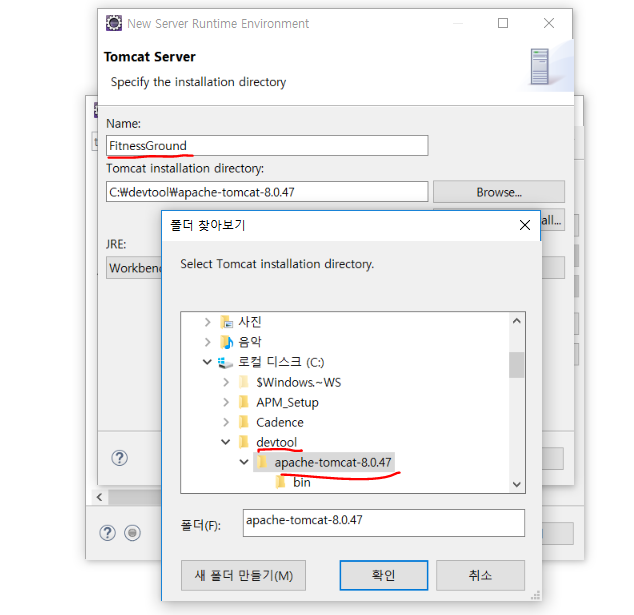 New Server Runtime Environment
Tomcat Server
Specify the installation directory
Name:
FitnessGround
Tomcat installation directory:
C:₩devtool₩apache-tomcat-8.0.47
Browse...
all...
JRE:
Workbenc
폴더 찾아보기
Select Tomcat installation directory.
사진
음악
로컬 디스크 (C:)
$Windows.~WS
APM_Setup
Cadence
devtool
apache-tomcat-8.0.47
bin
폴더(F):
apache-tomcat-8.0.47
새 폴더 만들기(M)
확인
취소